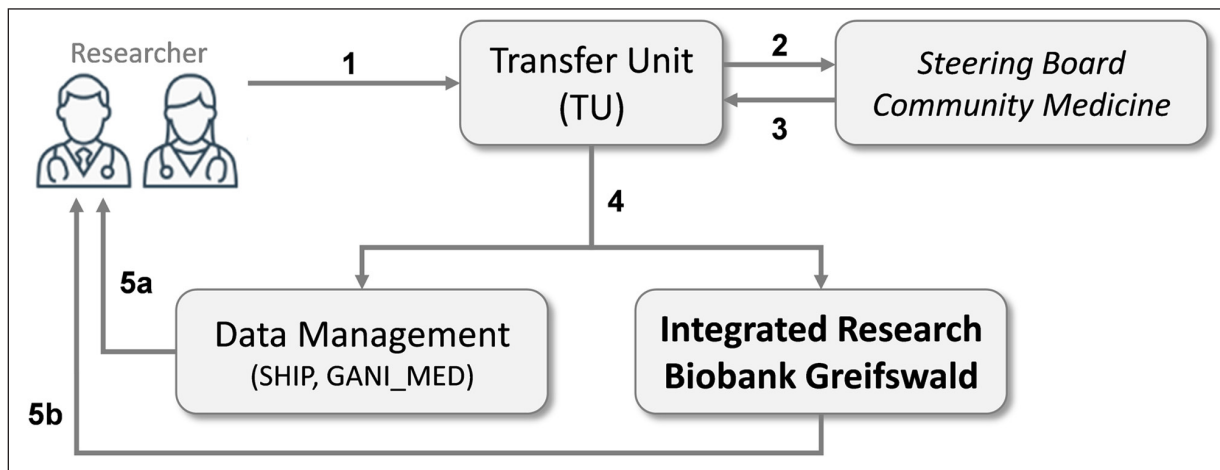 Researcher
1
Transfer Unit
(TU)
2
3
Steering Board
Community Medicine
4
5a
Data Management
(SHIP, GANI_MED)
Integrated Research
Biobank Greifswald
5b